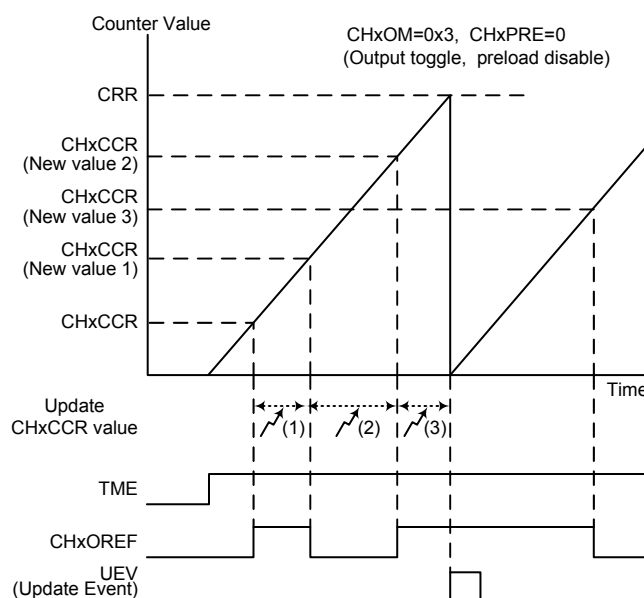 Counter Value
CHxOM=0x3, CHxPRE=0
(Output toggle, preload disable)
CRR
CHxCCR
(New value 2)
CHxCCR
(New value 3)
CHxCCR
(New value 1)
CHxCCR
Time
Update
CHxCCR value
(1)
(2)
(3)
TME
CHxOREF
UEV
(Update Event)